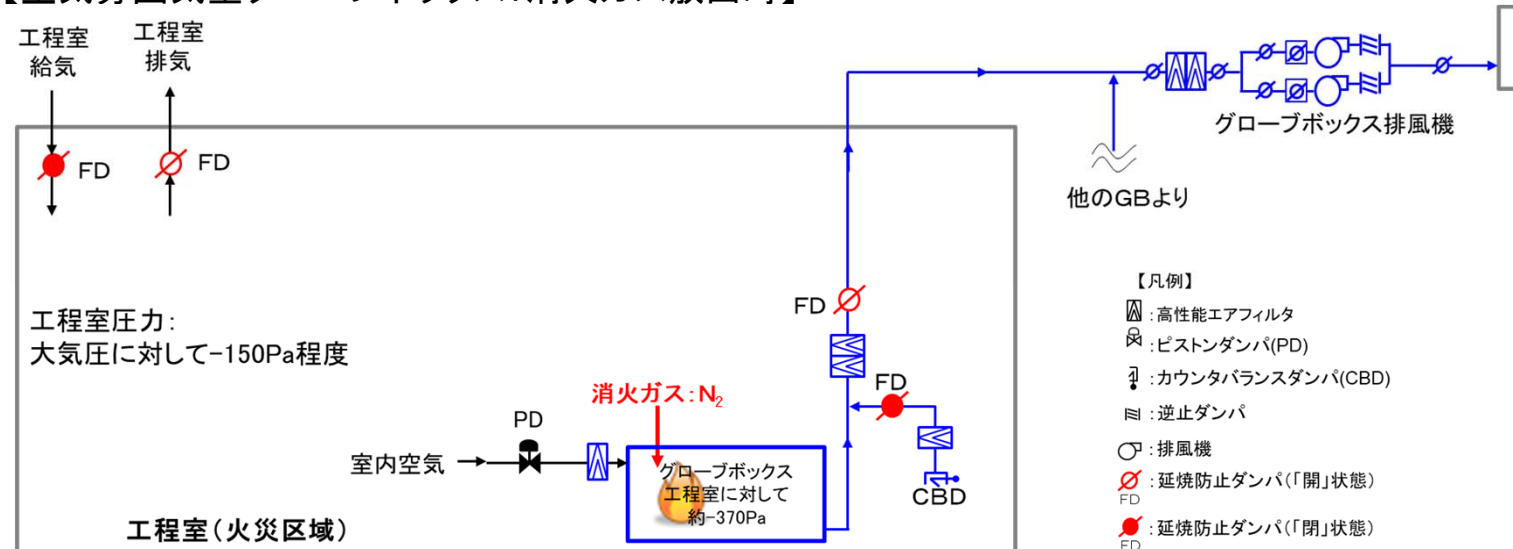 工程室
給気
工程室
排気
FD
FD
グローブボックス排風機
他のGBより
工程室圧力:
大気圧に対して-150Pa程度
FD
消火ガス:N₂
FD
PD
室内空気
グローブボックス
工程室に対して
約-370Pa
CBD
工程室(火災区域)
【凡例】
:高性能エアフィルタ
:ピストンダンパ(PD)
:カウンタバランスダンパ(CBD)
:逆止ダンパ
:排風機
:延焼防止ダンパ(「開」状態)
FD
:延焼防止ダンパ(「閉」状態)
FD